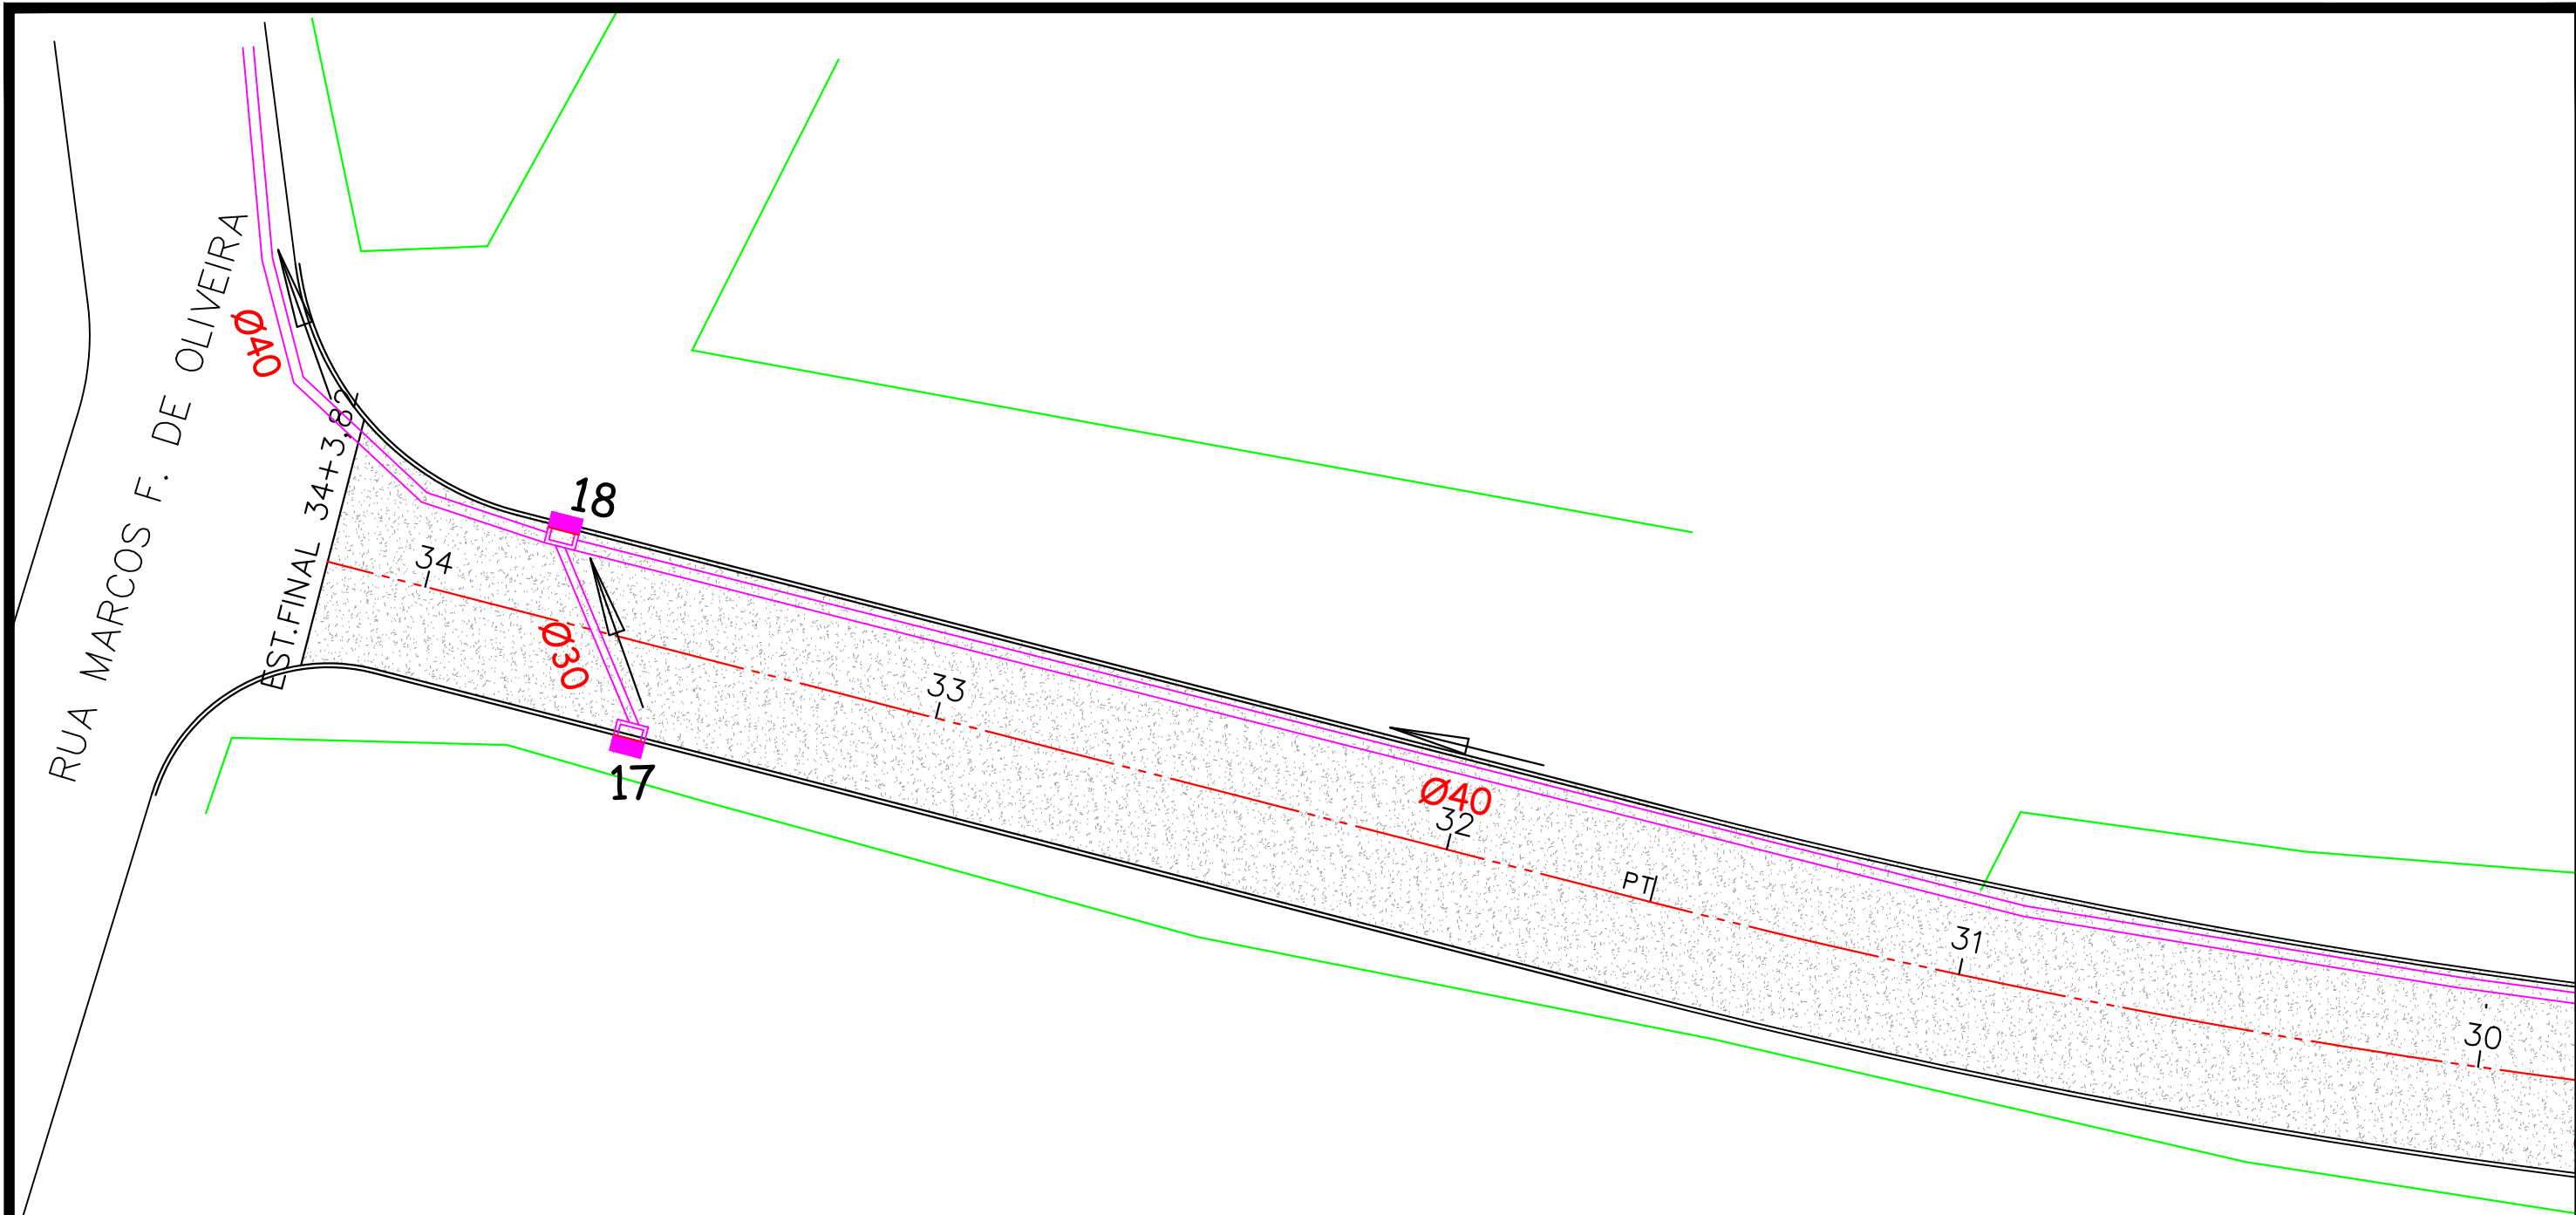 RUA MARCOS F. DE OLIVEIRA
Ø40
EST.FINAL 34+3,82
18
34
Ø30
17
33
Ø40
32
PT
31
30